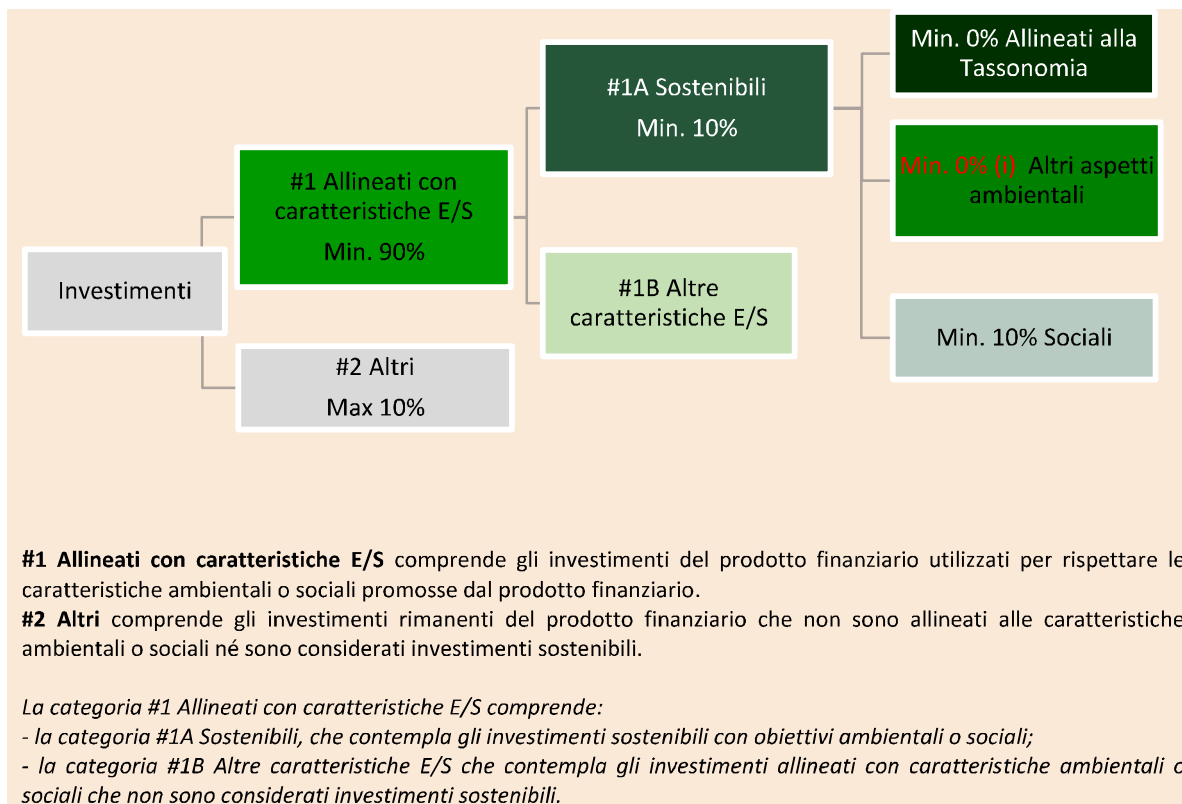 Min. 0% Allineati alla
Tassonomia
#1A Sostenibili
Min. 10%
Min. 0% (i) Altri aspetti
ambientali
#1 Allineati con
caratteristiche E/S
Min. 90%
Investimenti
#1B Altre
caratteristiche E/S
Min. 10% Sociali
#2 Altri
Max 10%
#1 Allineati con caratteristiche E/S comprende gli investimenti del prodotto finanziario utilizzati per rispettare le
caratteristiche ambientali o sociali promosse dal prodotto finanziario.
#2 Altri comprende gli investimenti rimanenti del prodotto finanziario che non sono allineati alle caratteristiche
ambientali o sociali né sono considerati investimenti sostenibili.
La categoria #1 Allineati con caratteristiche E/S comprende:
- la categoria #1A Sostenibili, che contempla gli investimenti sostenibili con obiettivi ambientali o sociali;
- la categoria #1B Altre caratteristiche E/S che contempla gli investimenti allineati con caratteristiche ambientali o
sociali che non sono considerati investimenti sostenibili.